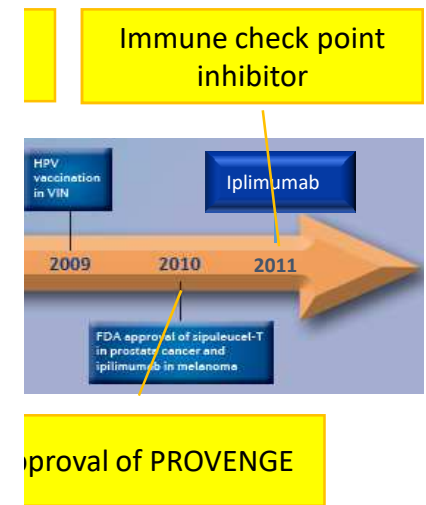 Immune check point
inhibitor
HPV
vaccination
in VIN
Iplimumab
2009 2010 2011
FDA approval of sipuleucel-T
in prostate cancer and
ipilimumab in melanoma
of PROVENGE